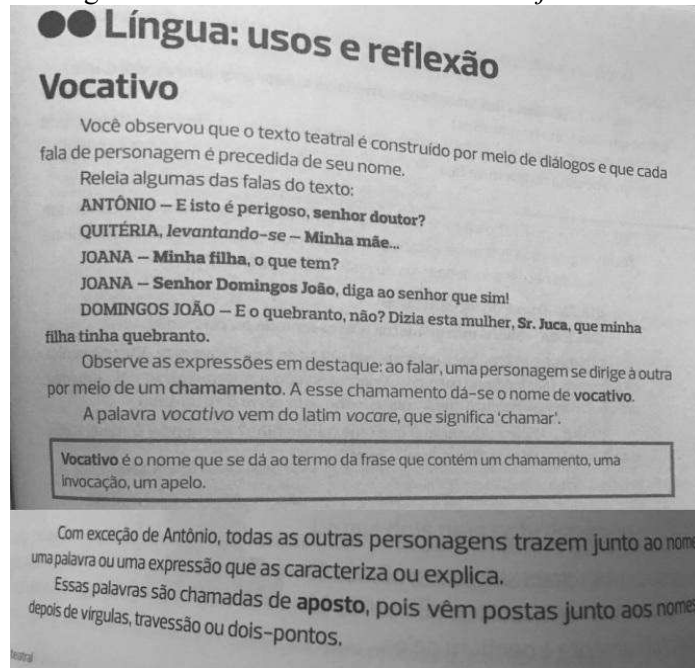 ●● Língua: usos e reflexão
Vocativo
Você observou que o texto teatral é construído por meio de diálogos e que cada
fala de personagem é precedida de seu nome.
Releia algumas das falas do texto:
ANTÔNIO — E isto é perigoso, senhor doutor?
QUITÉRIA, levantando-se — Minha mãe...
JOANA — Minha filha, o que tem?
JOANA — Senhor Domingos João, diga ao senhor que sim!
DOMINGOS JOÃO — E o quebranto, não? Dizia esta mulher, Sr. Juca, que minha
filha tinha quebranto.
Observe as expressões em destaque: ao falar, uma personagem se dirige à outra
por meio de um chamamento. A esse chamamento dá-se o nome de vocativo.
A palavra vocativo vem do latim vocare, que significa 'chamar'.
Vocativo é o nome que se dá ao termo da frase que contém um chamamento, uma
invocação, um apelo.
Com exceção de Antônio, todas as outras personagens trazem junto ao nome
uma palavra ou uma expressão que as caracteriza ou explica.
Essas palavras são chamadas de aposto, pois vêm postas junto aos nomes
depois de vírgulas, travessão ou dois-pontos.
teatral